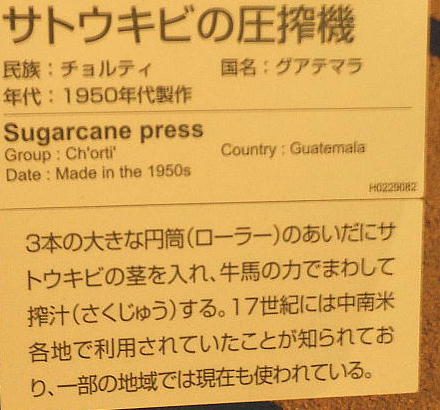 サトウキビの圧搾機
民族：チョルティ 国名：グアテマラ
年代：1950年代製作
Sugarcane press
Group : Ch'orti' Country : Guatemala
Date : Made in the 1950s
H0229082
3本の大きな円筒（ローラー）のあいだにサ
トウキビの茎を入れ、牛馬の力でまわして
搾汁（さくじゅう）する。17世紀には中南米
各地で利用されていたことが知られてお
り、一部の地域では現在も使われている。